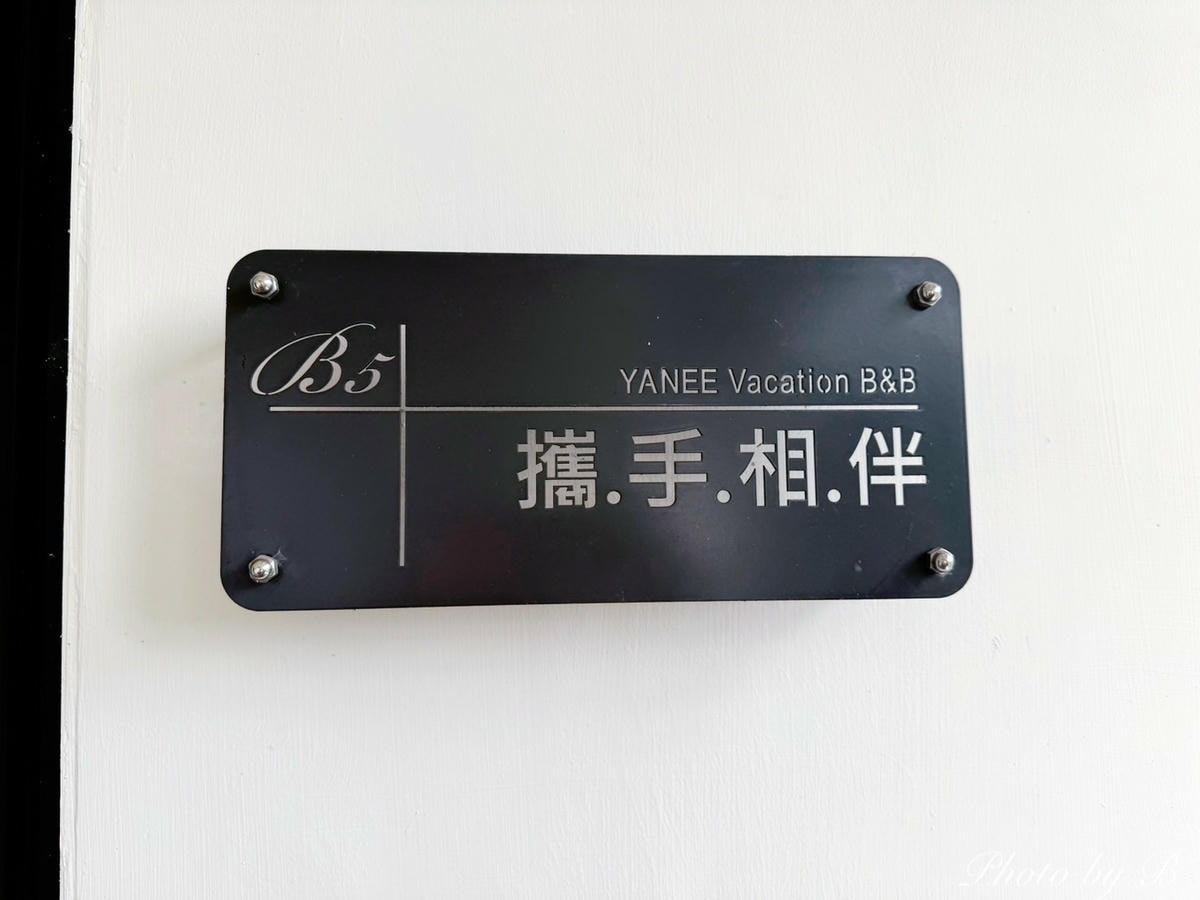 B5
YANEE Vacation B&B
攜.手.相.伴
Photo by B